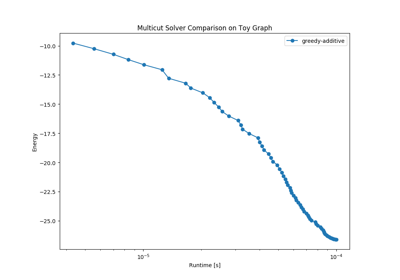 Multicut Solver Comparison on Toy Graph
greedy-additive
Energy
−10.0
−12.5
−15.0
−17.5
−20.0
−22.5
−25.0
10⁻⁵
10⁻⁴
Runtime [s]